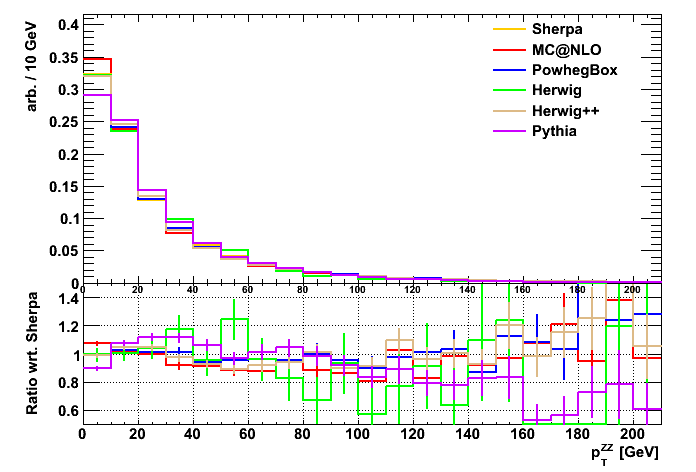 arb. / 10 GeV
0.4
0.35
0.3
0.25
0.2
0.15
0.1
0.05
0
Sherpa
MC@NLO
PowhegBox
Herwig
Herwig++
Pythia
0 20 40 60 80 100 120 140 160 180 200
Ratio wrt. Sherpa
1.4
1.2
1
0.8
0.6
0 20 40 60 80 100 120 140 160 180 200
p_T^ZZ [GeV]